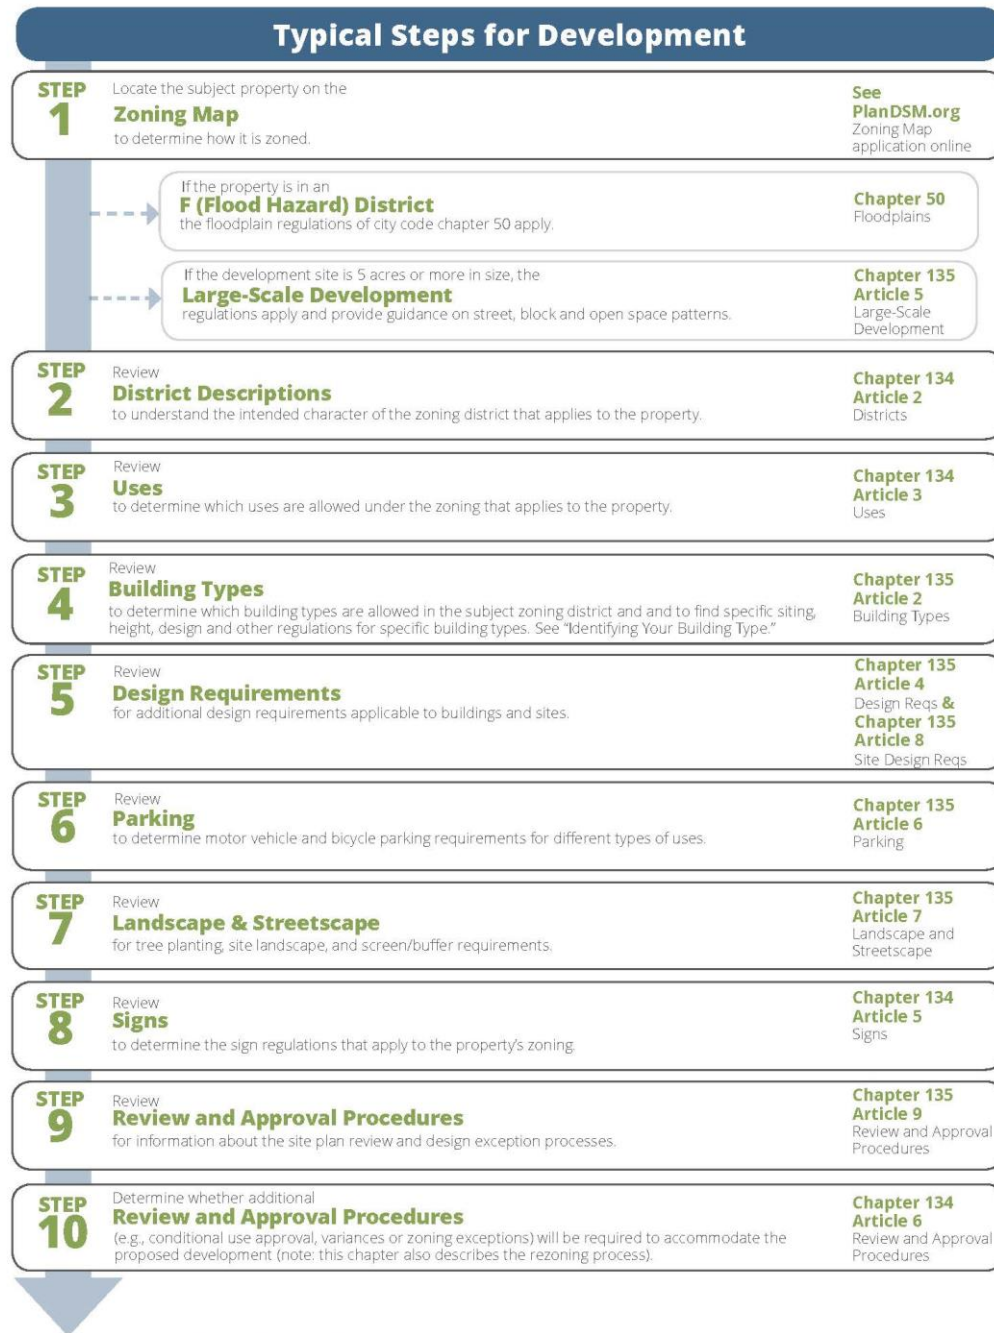 Typical Steps for Development
STEP
1
Locate the subject property on the
Zoning Map
to determine how it is zoned.
See
PlanDSM.org
Zoning Map
application online
If the property is in an
F (Flood Hazard) District
the floodplain regulations of city code chapter 50 apply.
Chapter 50
Floodplains
If the development site is 5 acres or more in size, the
Large-Scale Development
regulations apply and provide guidance on street, block and open space patterns.
Chapter 135
Article 5
Large-Scale
Development
STEP
2
Review
District Descriptions
to understand the intended character of the zoning district that applies to the property.
Chapter 134
Article 2
Districts
STEP
3
Review
Uses
to determine which uses are allowed under the zoning that applies to the property.
Chapter 134
Article 3
Uses
STEP
4
Review
Building Types
to determine which building types are allowed in the subject zoning district and and to find specific siting,
height, design and other regulations for specific building types. See “Identifying Your Building Type.”
Chapter 135
Article 2
Building Types
STEP
5
Review
Design Requirements
for additional design requirements applicable to buildings and sites.
Chapter 135
Article 4
Design Reqs &
Chapter 135
Article 8
Site Design Reqs
STEP
6
Review
Parking
to determine motor vehicle and bicycle parking requirements for different types of uses.
Chapter 135
Article 6
Parking
STEP
7
Review
Landscape & Streetscape
for tree planting, site landscape, and screen/buffer requirements.
Chapter 135
Article 7
Landscape and
Streetscape
STEP
8
Review
Signs
to determine the sign regulations that apply to the property’s zoning.
Chapter 134
Article 5
Signs
STEP
9
Review
Review and Approval Procedures
for information about the site plan review and design exception processes.
Chapter 135
Article 9
Review and Approval
Procedures
STEP
10
Determine whether additional
Review and Approval Procedures
(e.g., conditional use approval, variances or zoning exceptions) will be required to accommodate the
proposed development (note: this chapter also describes the rezoning process).
Chapter 134
Article 6
Review and Approval
Procedures